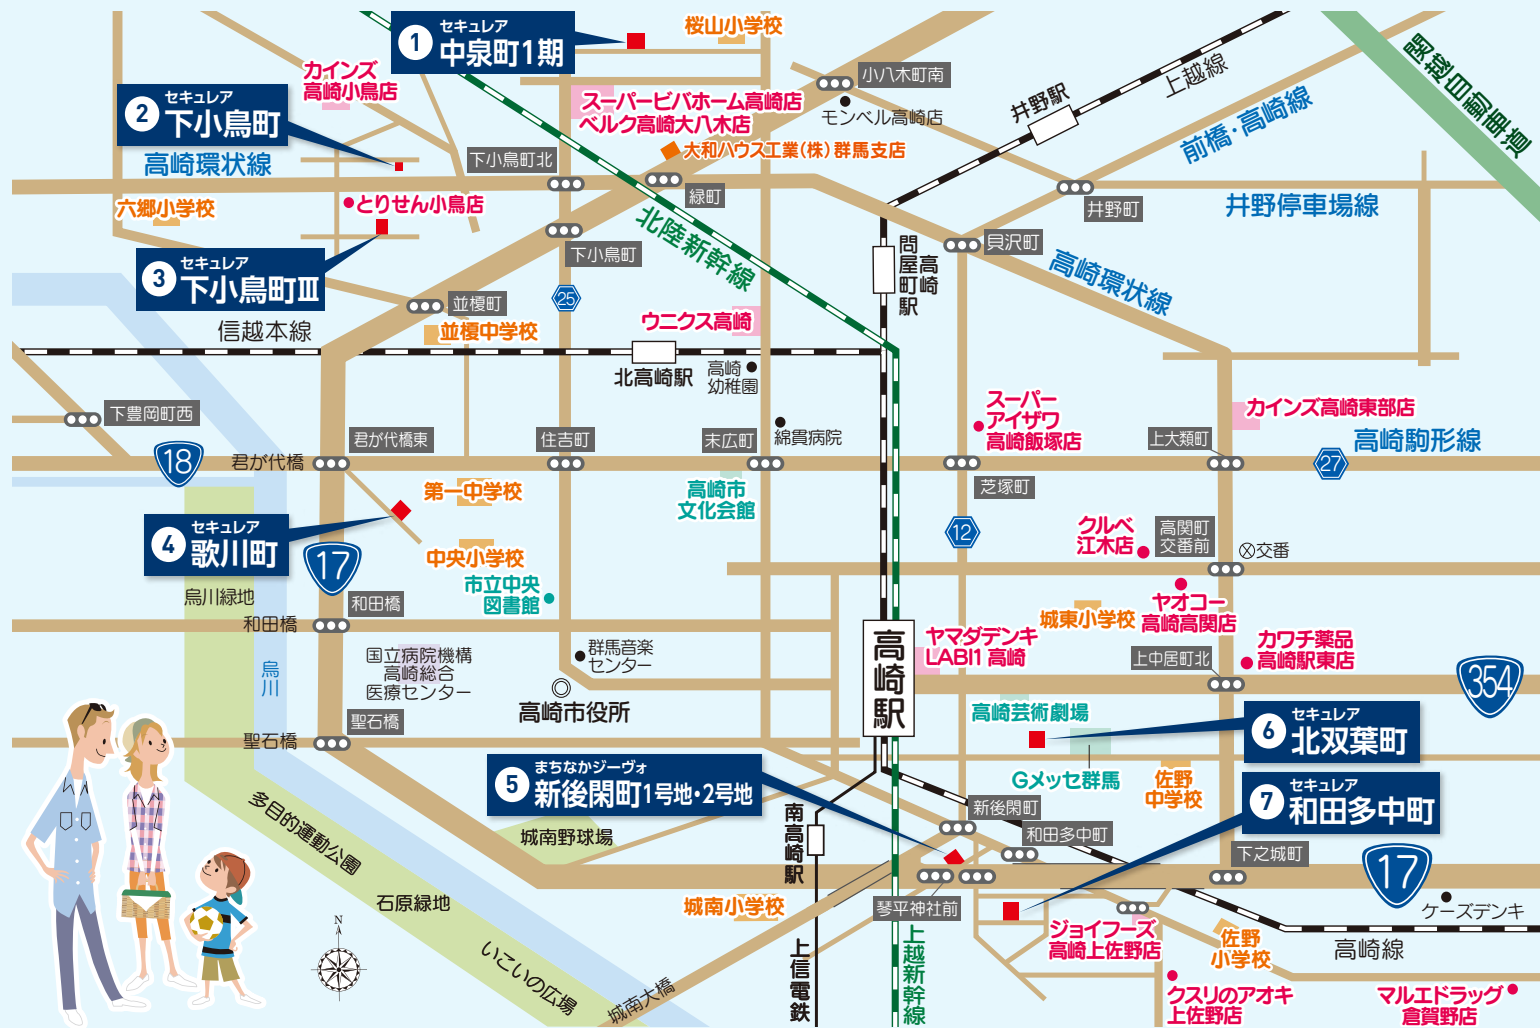 1
セキュレア
中泉町1期
桜山小学校
小八木町南
モンベル高崎店
井野駅
上越線
関越自動車道
カインズ
高崎小鳥店
2
セキュレア
下小鳥町
高崎環状線
スーパービバホーム高崎店
ベルク高崎大八木店
大和ハウス工業(株)群馬支店
下小鳥町北
緑町
前橋・高崎線
井野町
井野停車場線
六郷小学校
とりせん小鳥店
3
セキュレア
下小鳥町Ⅲ
下小鳥町
北陸新幹線
高崎
問屋町駅
貝沢町
高崎環状線
25
並榎町
並榎中学校
信越本線
ウニクス高崎
北高崎駅
高崎
幼稚園
下豊岡町西
18
君が代橋
君が代橋東
住吉町
末広町
綿貫病院
スーパー
アイザワ
高崎飯塚店
カインズ高崎東部店
上大類町
高崎駒形線
27
芝塚町
第一中学校
高崎市
文化会館
4
セキュレア
歌川町
17
中央小学校
12
クルベ
江木店
高関町
交番前
交番
烏川緑地
市立中央
図書館
和田橋
和田橋
城東小学校
ヤオコー
高崎高関店
烏川
国立病院機構
高崎総合
医療センター
群馬音楽
センター
高崎駅
ヤマダデンキ
LABI1 高崎
上中居町北
カワチ薬品
高崎駅東店
354
聖石橋
聖石橋
高崎市役所
高崎芸術劇場
6
セキュレア
北双葉町
5
まちなかジーヴォ
新後閑町1号地・2号地
Gメッセ群馬
佐野
中学校
7
セキュレア
和田多中町
多目的運動公園
城南野球場
南高崎駅
新後閑町
和田多中町
下之城町
17
石原緑地
城南小学校
琴平神社前
ケーズデンキ
N
いこいの広場
城南大橋
上信電鉄
上越新幹線
ジョイフーズ
高崎上佐野店
佐野
小学校
高崎線
クスリのアオキ
上佐野店
マルエドラッグ
倉賀野店